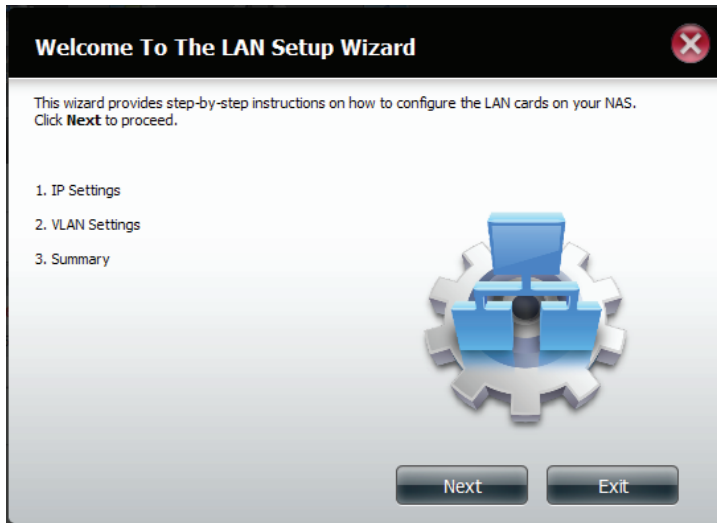 Welcome To The LAN Setup Wizard
This wizard provides step-by-step instructions on how to configure the LAN cards on your NAS.
Click Next to proceed.
1. IP Settings
2. VLAN Settings
3. Summary
Next
Exit